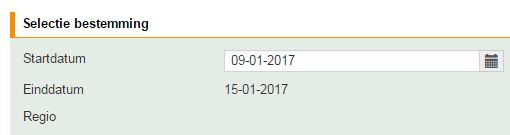 Selectie bestemming
Startdatum 09-01-2017
Einddatum 15-01-2017
Regio